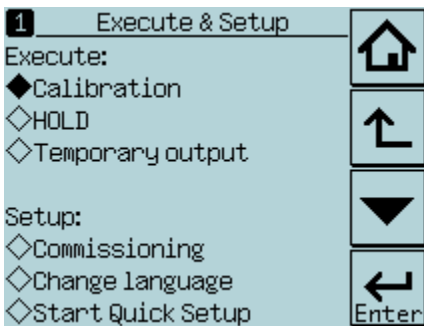 1 Execute & Setup
Execute:
Calibration
HOLD
Temporary output
Setup:
Commissioning
Change language
Start Quick Setup
Enter